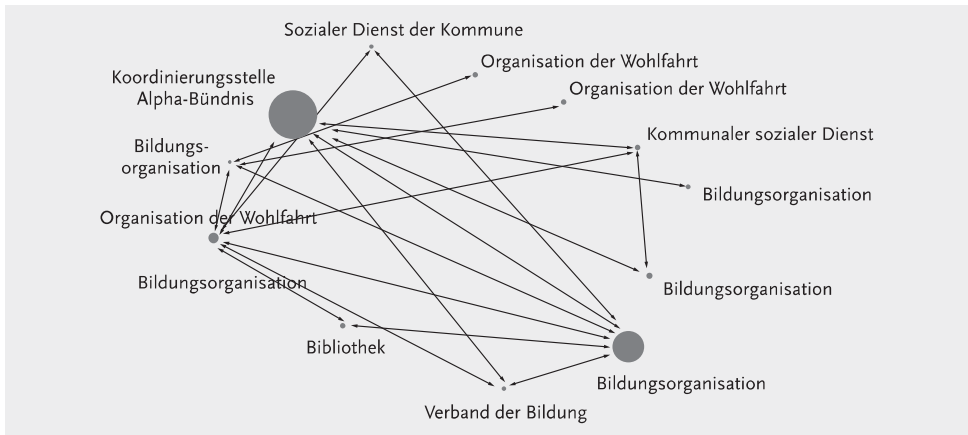 Sozialer Dienst der Kommune
Organisation der Wohlfahrt
Koordinierungsstelle
Alpha-Bündnis
Organisation der Wohlfahrt
Kommunaler sozialer Dienst
Bildungs-
organisation
Bildungsorganisation
Organisation der Wohlfahrt
Bildungsorganisation
Bildungsorganisation
Bibliothek
Bildungsorganisation
Verband der Bildung